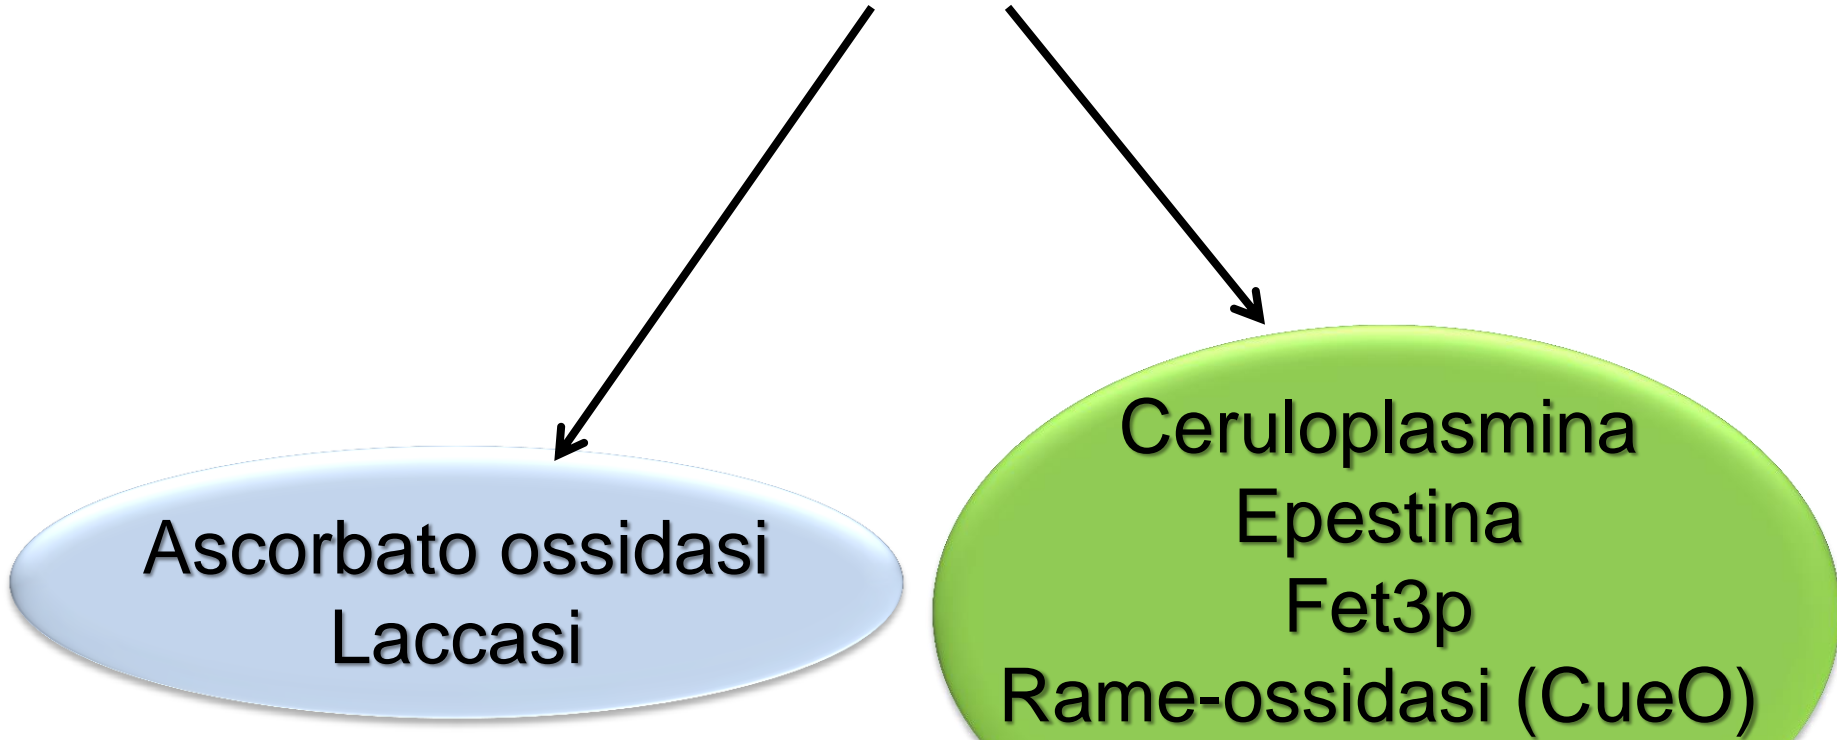 Ascorbato ossidasi
Laccasi
Ceruloplasmina
Epestina
Fet3p
Rame-ossidasi (CueO)